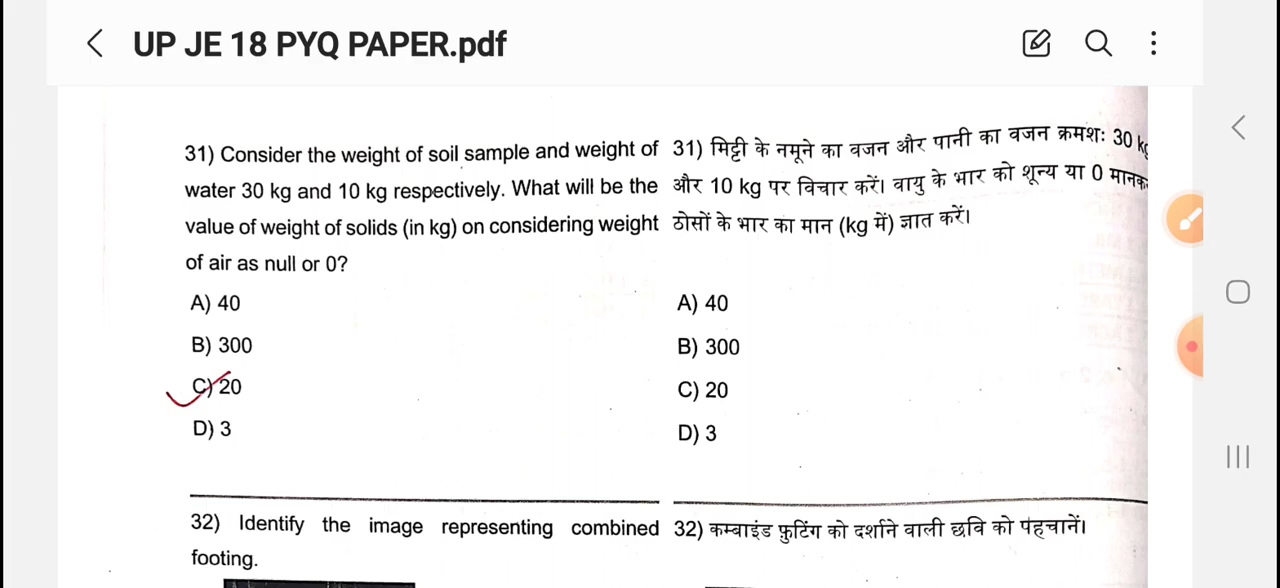 UP JE 18 PYQ PAPER.pdf
31) Consider the weight of soil sample and weight of
water 30 kg and 10 kg respectively. What will be the
value of weight of solids (in kg) on considering weight
of air as null or 0?
A) 40
B) 300
C) 20
D) 3
32) Identify the image representing combined
footing.
31) मिट्टी के नमूने का वजन और पानी का वजन क्रमशः 30 kg
और 10 kg पर विचार करें। वायु के भार को शून्य या 0 मानक
ठोसों के भार का मान (kg में) ज्ञात करें।
A) 40
B) 300
C) 20
D) 3
32) कम्बाइंड फ़ुटिंग को दर्शाने वाली छवि को पंहचानें।